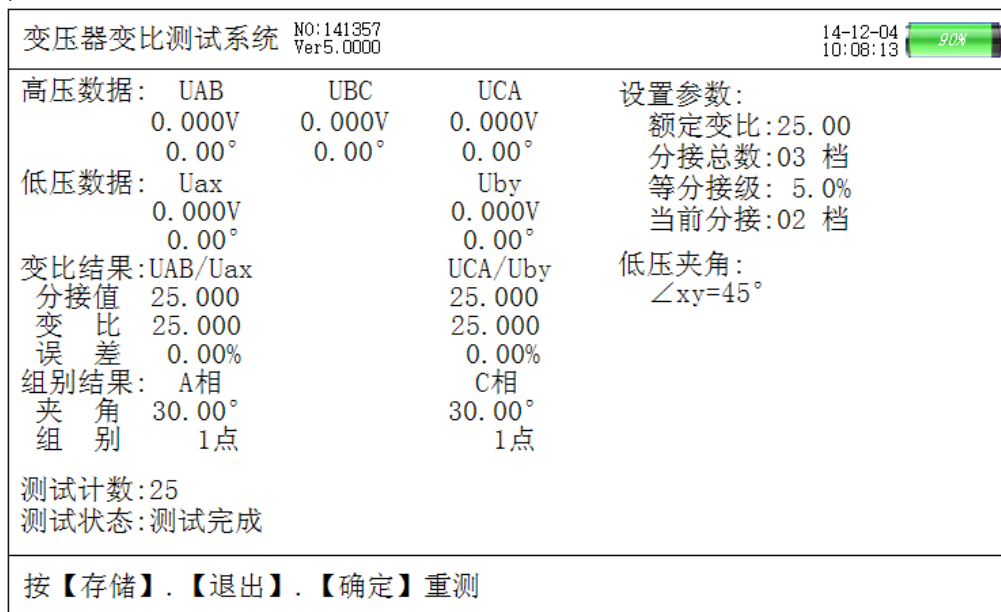 变压器变比测试系统 NO:141357 Ver5.0000 14-12-04 10:08:13 90%
高压数据: UAB UBC UCA 设置参数:
0.000V 0.000V 0.000V 额定变比:25.00
0.00° 0.00° 0.00° 分接总数:03 档
低压数据: Uax Uby 等分接级: 5.0%
0.000V 0.000V 当前分接:02 档
0.00° 0.00°
变比结果:UAB/Uax UCA/Uby 低压夹角:
分接值 25.000 25.000 ∠xy=45°
变 比 25.000 25.000
误 差 0.00% 0.00%
组别结果: A相 C相
夹 角 30.00° 30.00°
组 别 1点 1点
测试计数:25
测试状态:测试完成
按【存储】.【退出】.【确定】重测